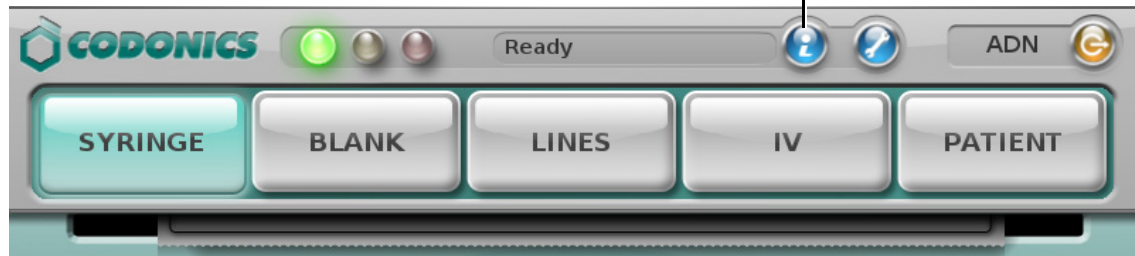 CODONICS Ready i ADN
SYRINGE BLANK LINES IV PATIENT